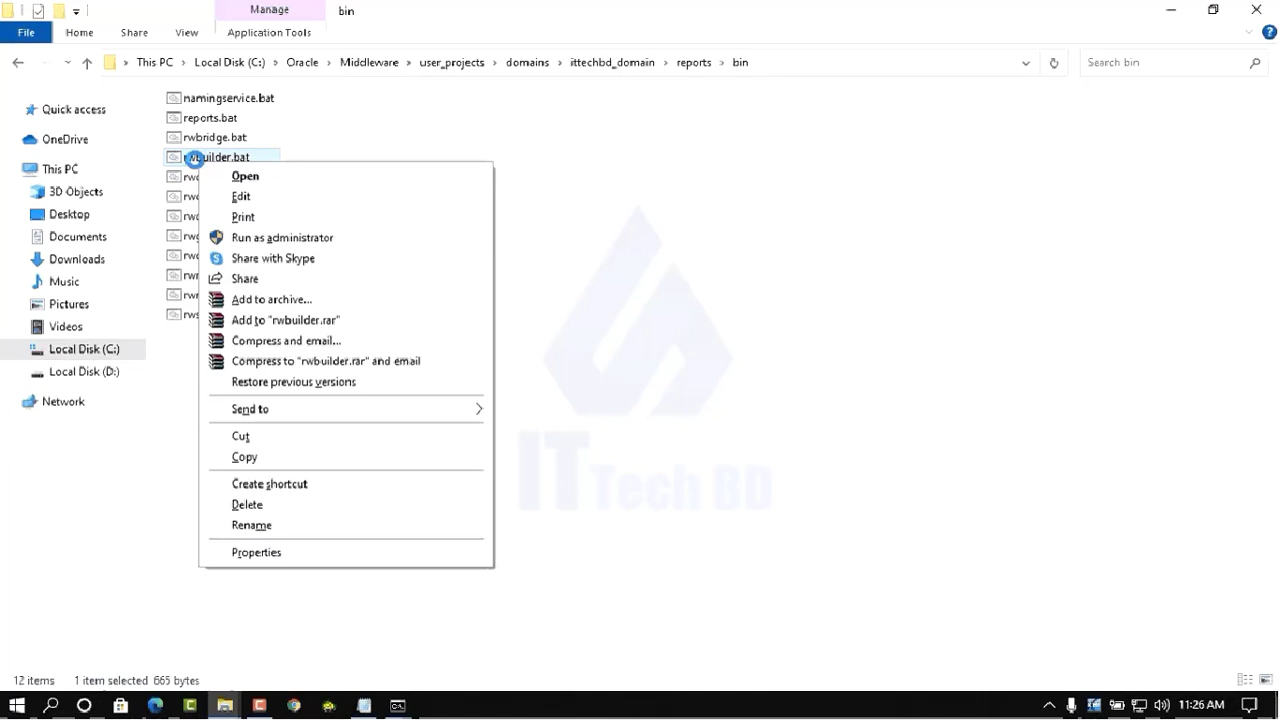 Manage
bin
File
Home
Share
View
Application Tools
This PC
Local Disk (C:)
Oracle
Middleware
user_projects
domains
ittechbd_domain
reports
bin
Search bin
Quick access
OneDrive
This PC
3D Objects
Desktop
Documents
Downloads
Music
Pictures
Videos
Local Disk (C:)
Local Disk (D:)
Network
namingservice.bat
reports.bat
rwbridge.bat
rwbuilder.bat
Open
Edit
Print
Run as administrator
Share with Skype
Share
Add to archive...
Add to "rwbuilder.rar"
Compress and email...
Compress to "rwbuilder.rar" and email
Restore previous versions
Send to
Cut
Copy
Create shortcut
Delete
Rename
Properties
IT Tech BD
12 items
1 item selected 665 bytes
11:26 AM